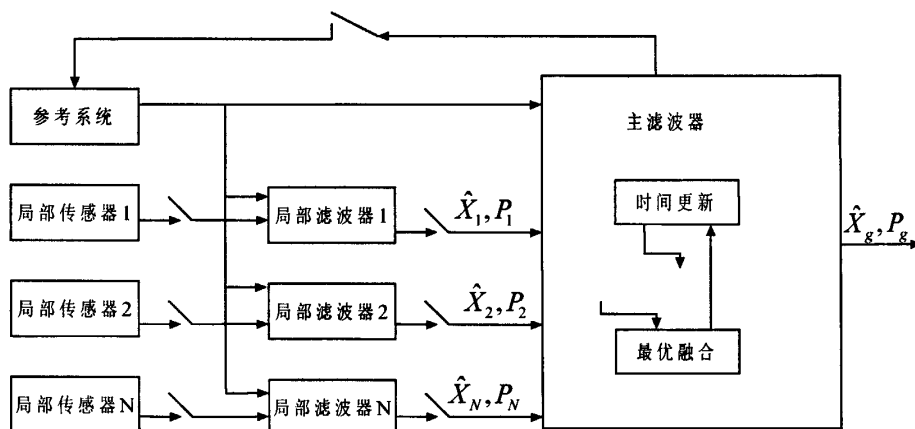 参考系统
主滤波器
局部传感器1
局部滤波器1
X̂₁,P₁
时间更新
X̂g,Pg
局部传感器2
局部滤波器2
X̂₂,P₂
最优融合
局部传感器N
局部滤波器N
X̂N,PN